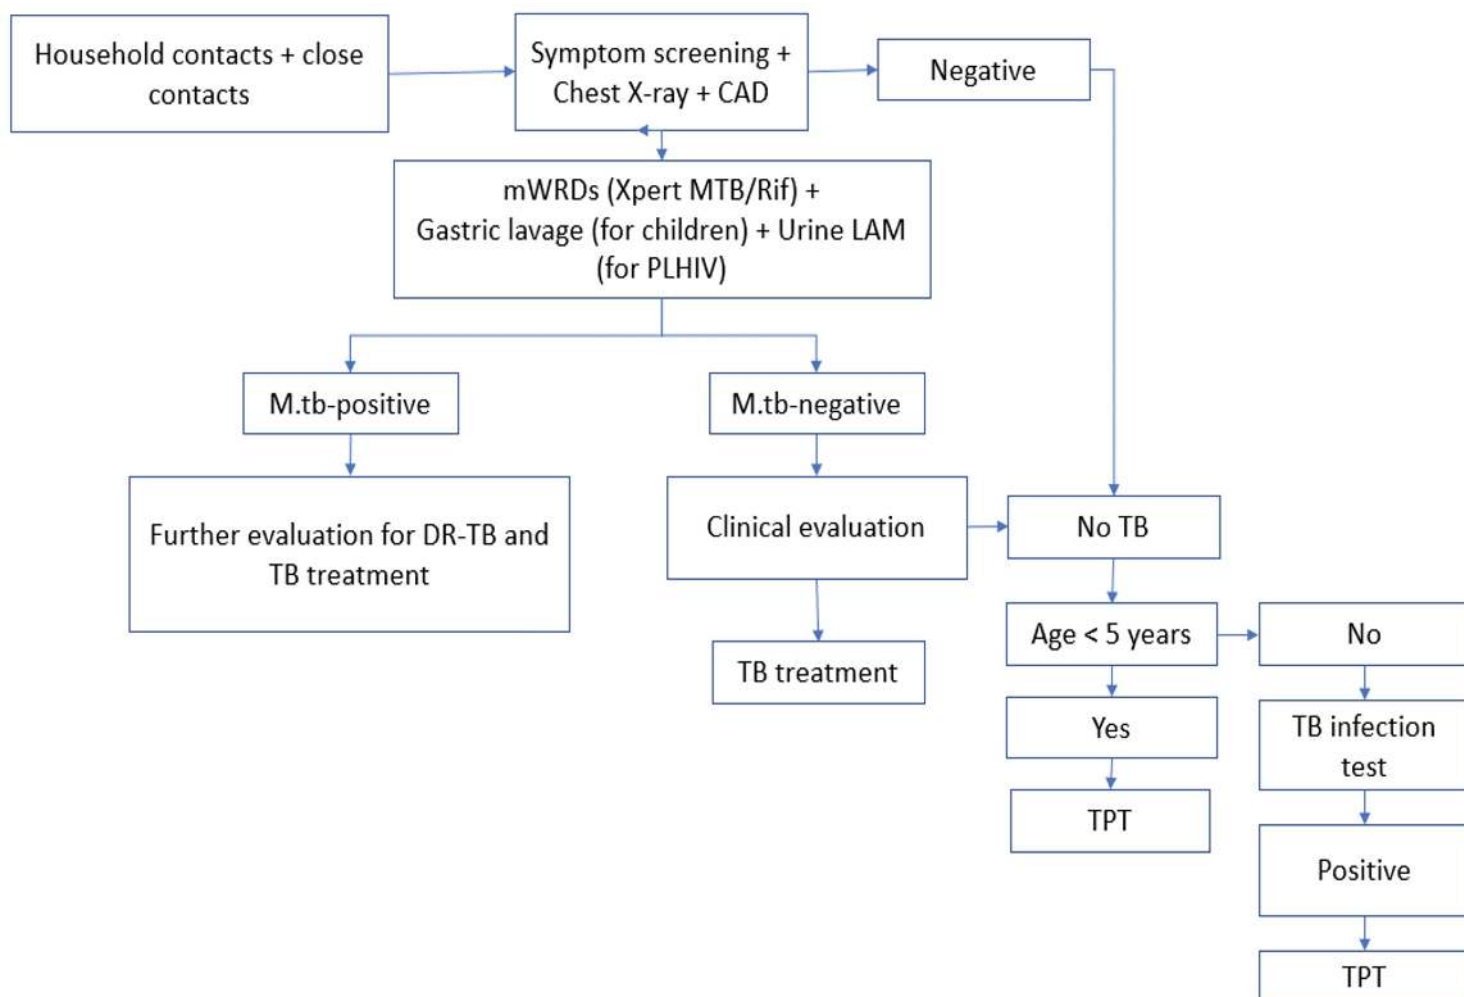 Household contacts + close
contacts
Symptom screening +
Chest X-ray + CAD
Negative
mWRDs (Xpert MTB/Rif) +
Gastric lavage (for children) + Urine LAM
(for PLHIV)
M.tb-positive
M.tb-negative
Further evaluation for DR-TB and
TB treatment
Clinical evaluation
No TB
TB treatment
Age < 5 years
No
Yes
TB infection
test
TPT
Positive
TPT